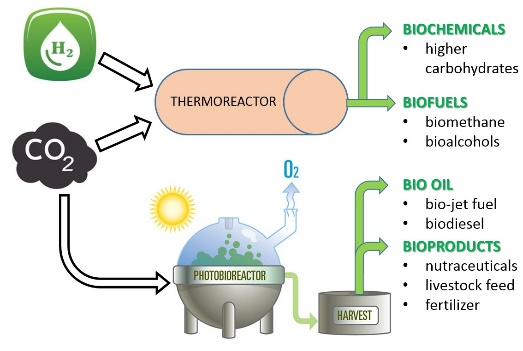 H2
CO2
THERMOREACTOR
BIOCHEMICALS
• higher
carbohydrates
BIOFUELS
• biomethane
• bioalcohols
O2
PHOTOBIOREACTOR
HARVEST
BIO OIL
• bio-jet fuel
• biodiesel
BIOPRODUCTS
• nutraceuticals
• livestock feed
• fertilizer